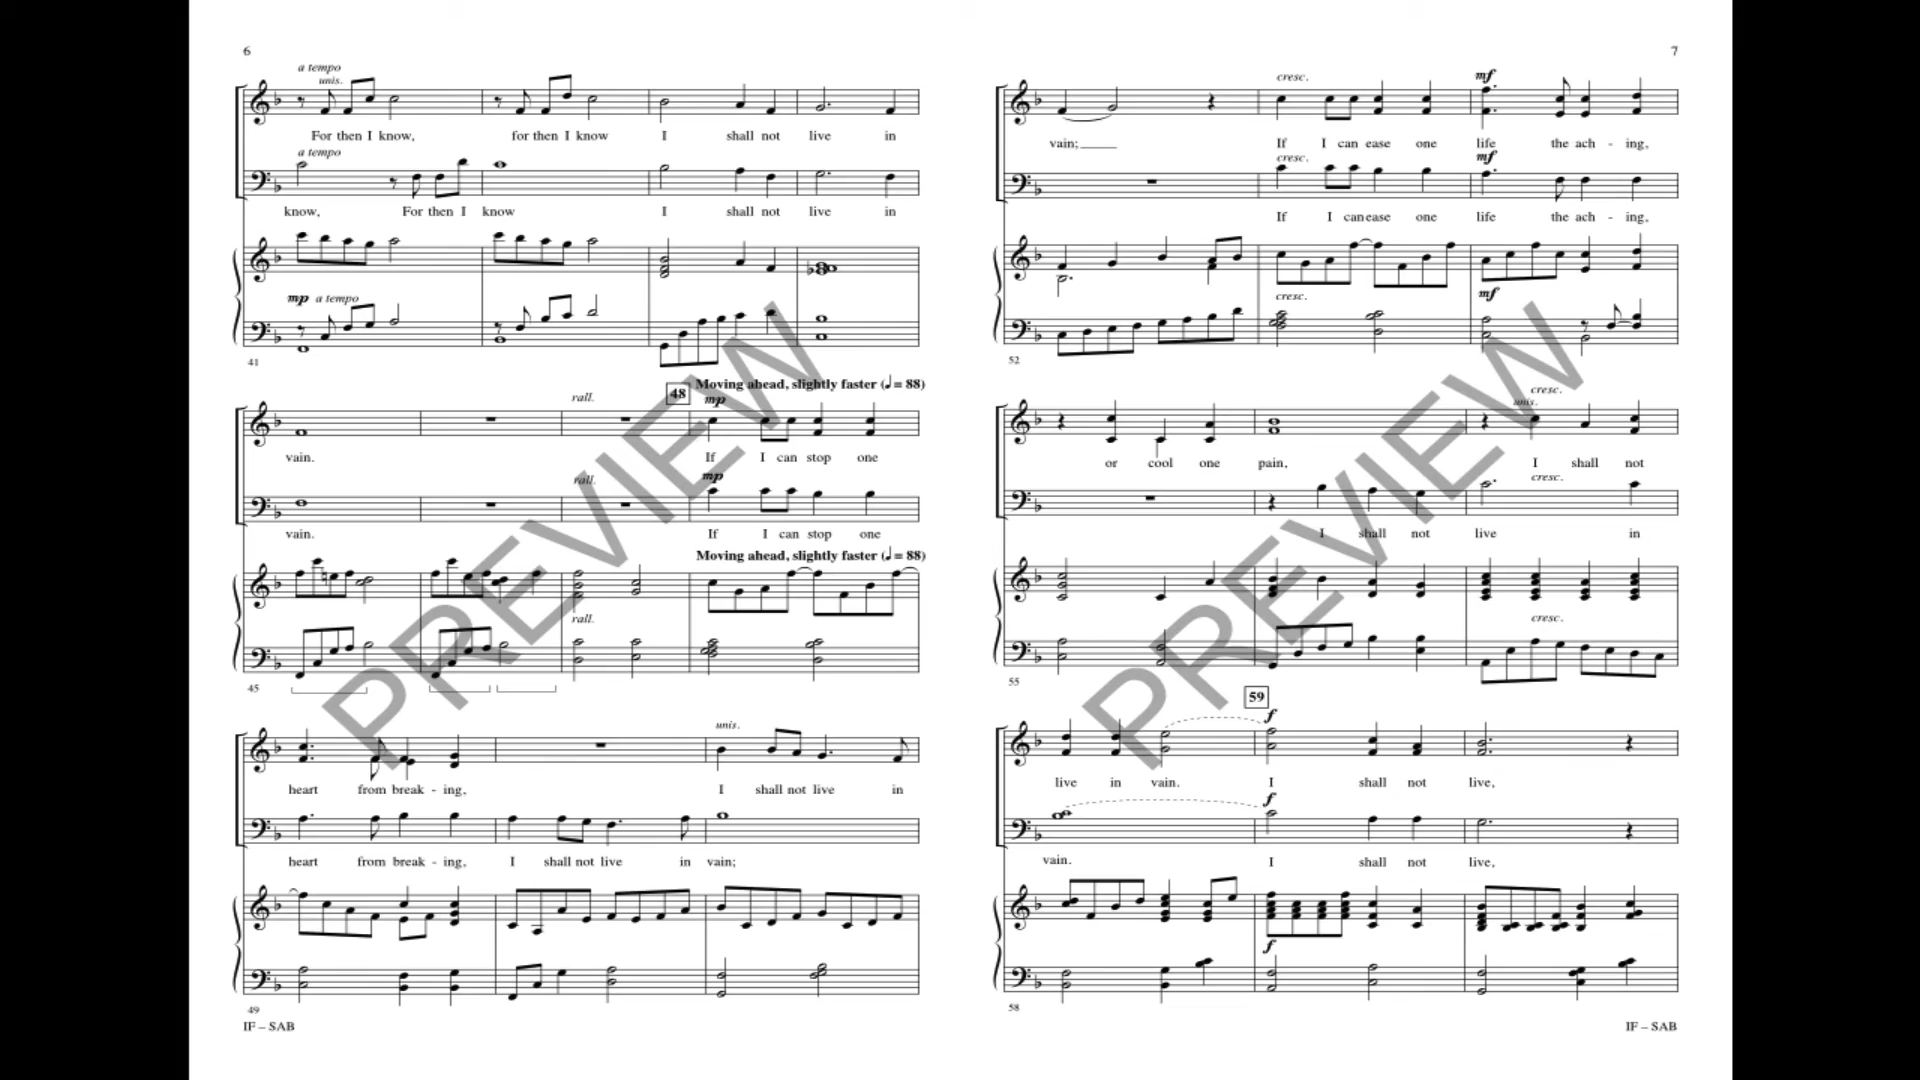 6
a tempo
unis.
For then I know, for then I know I shall not live in
a tempo
know, For then I know I shall not live in
mp a tempo
41
Moving ahead, slightly faster (♩= 88)
rall. 48 mp
vain. If I can stop one
rall. mp
vain. If I can stop one
Moving ahead, slightly faster (♩= 88)
rall.
45
unis.
heart from break - ing, I shall not live in
heart from break - ing, I shall not live in vain;
49
IF – SAB
7
cresc. mf
vain; If I can ease one life the ach - ing,
cresc. mf
If I can ease one life the ach - ing,
cresc. mf
52
cresc.
unis.
or cool one pain, I shall not
cresc.
I shall not live in
cresc.
55
59
f
live in vain. I shall not live,
f
vain. I shall not live,
f
58
IF – SAB
PREVIEW
PREVIEW